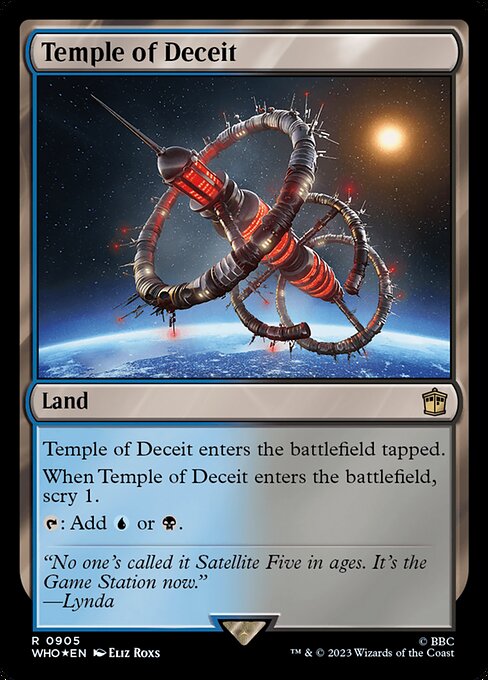 Temple of Deceit
Land
Temple of Deceit enters the battlefield tapped.
When Temple of Deceit enters the battlefield,
scry 1.
: Add or .
“No one’s called it Satellite Five in ages. It’s the
Game Station now.”
—Lynda
R 0905
WHO★EN Eliz Roxs
© BBC
™ & © 2023 Wizards of the Coast